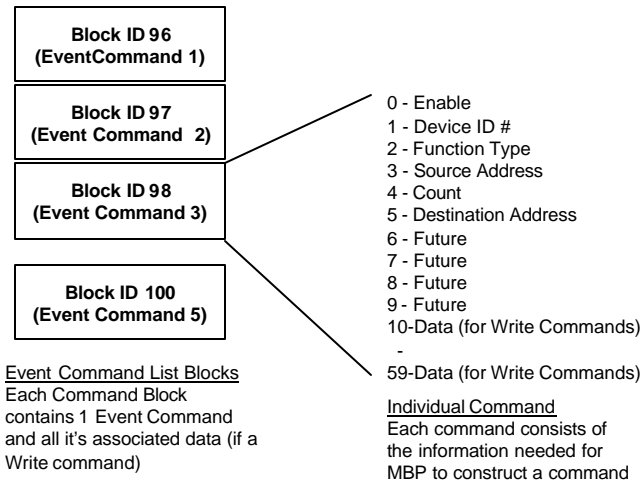 Block ID 96
(EventCommand 1)
Block ID 97
(Event Command 2)
Block ID 98
(Event Command 3)
Block ID 100
(Event Command 5)
Event Command List Blocks
Each Command Block
contains 1 Event Command
and all it's associated data (if a
Write command)
0 - Enable
1 - Device ID #
2 - Function Type
3 - Source Address
4 - Count
5 - Destination Address
6 - Future
7 - Future
8 - Future
9 - Future
10-Data (for Write Commands)
-
59-Data (for Write Commands)
Individual Command
Each command consists of
the information needed for
MBP to construct a command